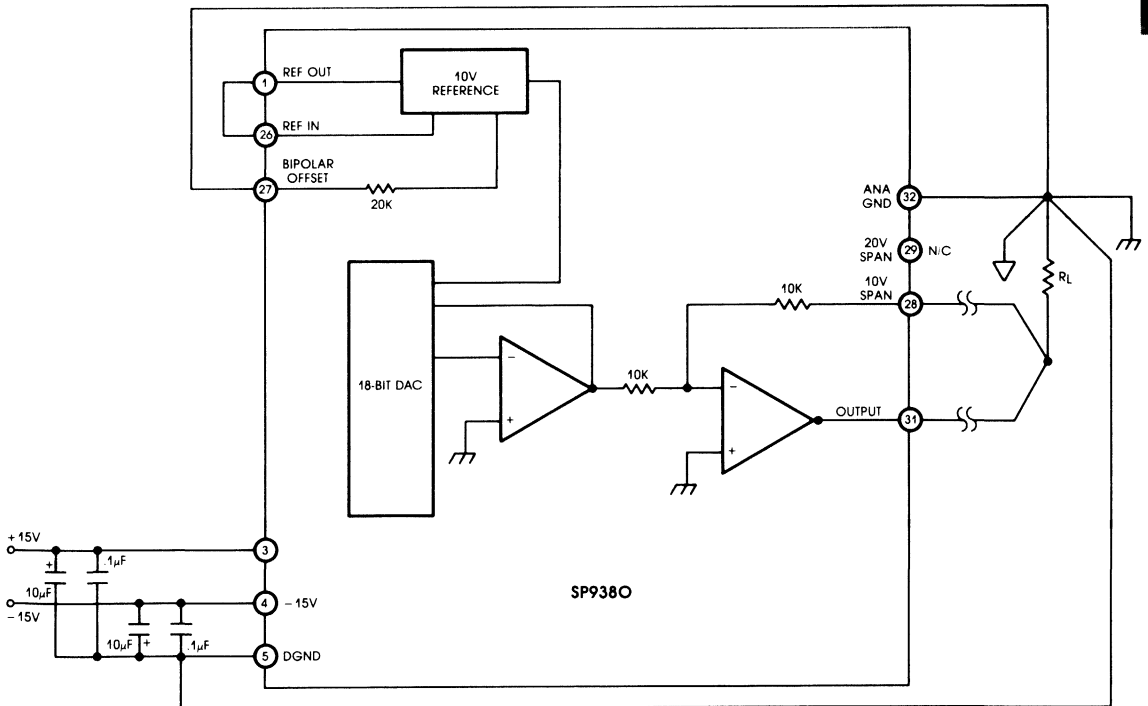 1
REF OUT
10V
REFERENCE
26
REF IN
BIPOLAR
OFFSET
27
20K
ANA
GND
32
20V
SPAN
29
N/C
10V
SPAN
28
RL
10K
18-BIT DAC
−
+
10K
−
+
OUTPUT
31
+15V
3
+
.1µF
10µF
−15V
4
−15V
10µF
+
.1µF
5
DGND
SP9380